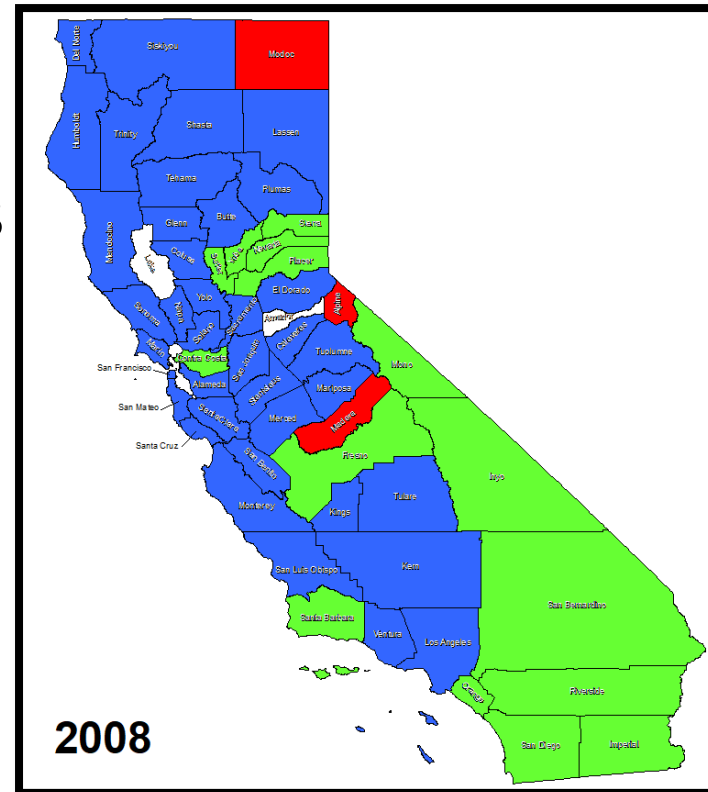 Del Norte
Siskiyou
Modoc
Humboldt
Trinity
Shasta
Lassen
Tehama
Plumas
Mendocino
Glenn
Butte
Sierra
Nevada
Yuba
Sutter
Placer
Lake
Colusa
El Dorado
Yolo
Sonoma
Napa
Sacramento
Amador
Alpine
Solano
Calaveras
Marin
Contra Costa
San Joaquin
Tuolumne
Mono
San Francisco
Alameda
Stanislaus
Mariposa
San Mateo
Santa Clara
Merced
Madera
Santa Cruz
San Benito
Fresno
Inyo
Monterey
Kings
Tulare
San Luis Obispo
Kern
San Bernardino
Santa Barbara
Ventura
Los Angeles
Orange
Riverside
San Diego
Imperial
2008